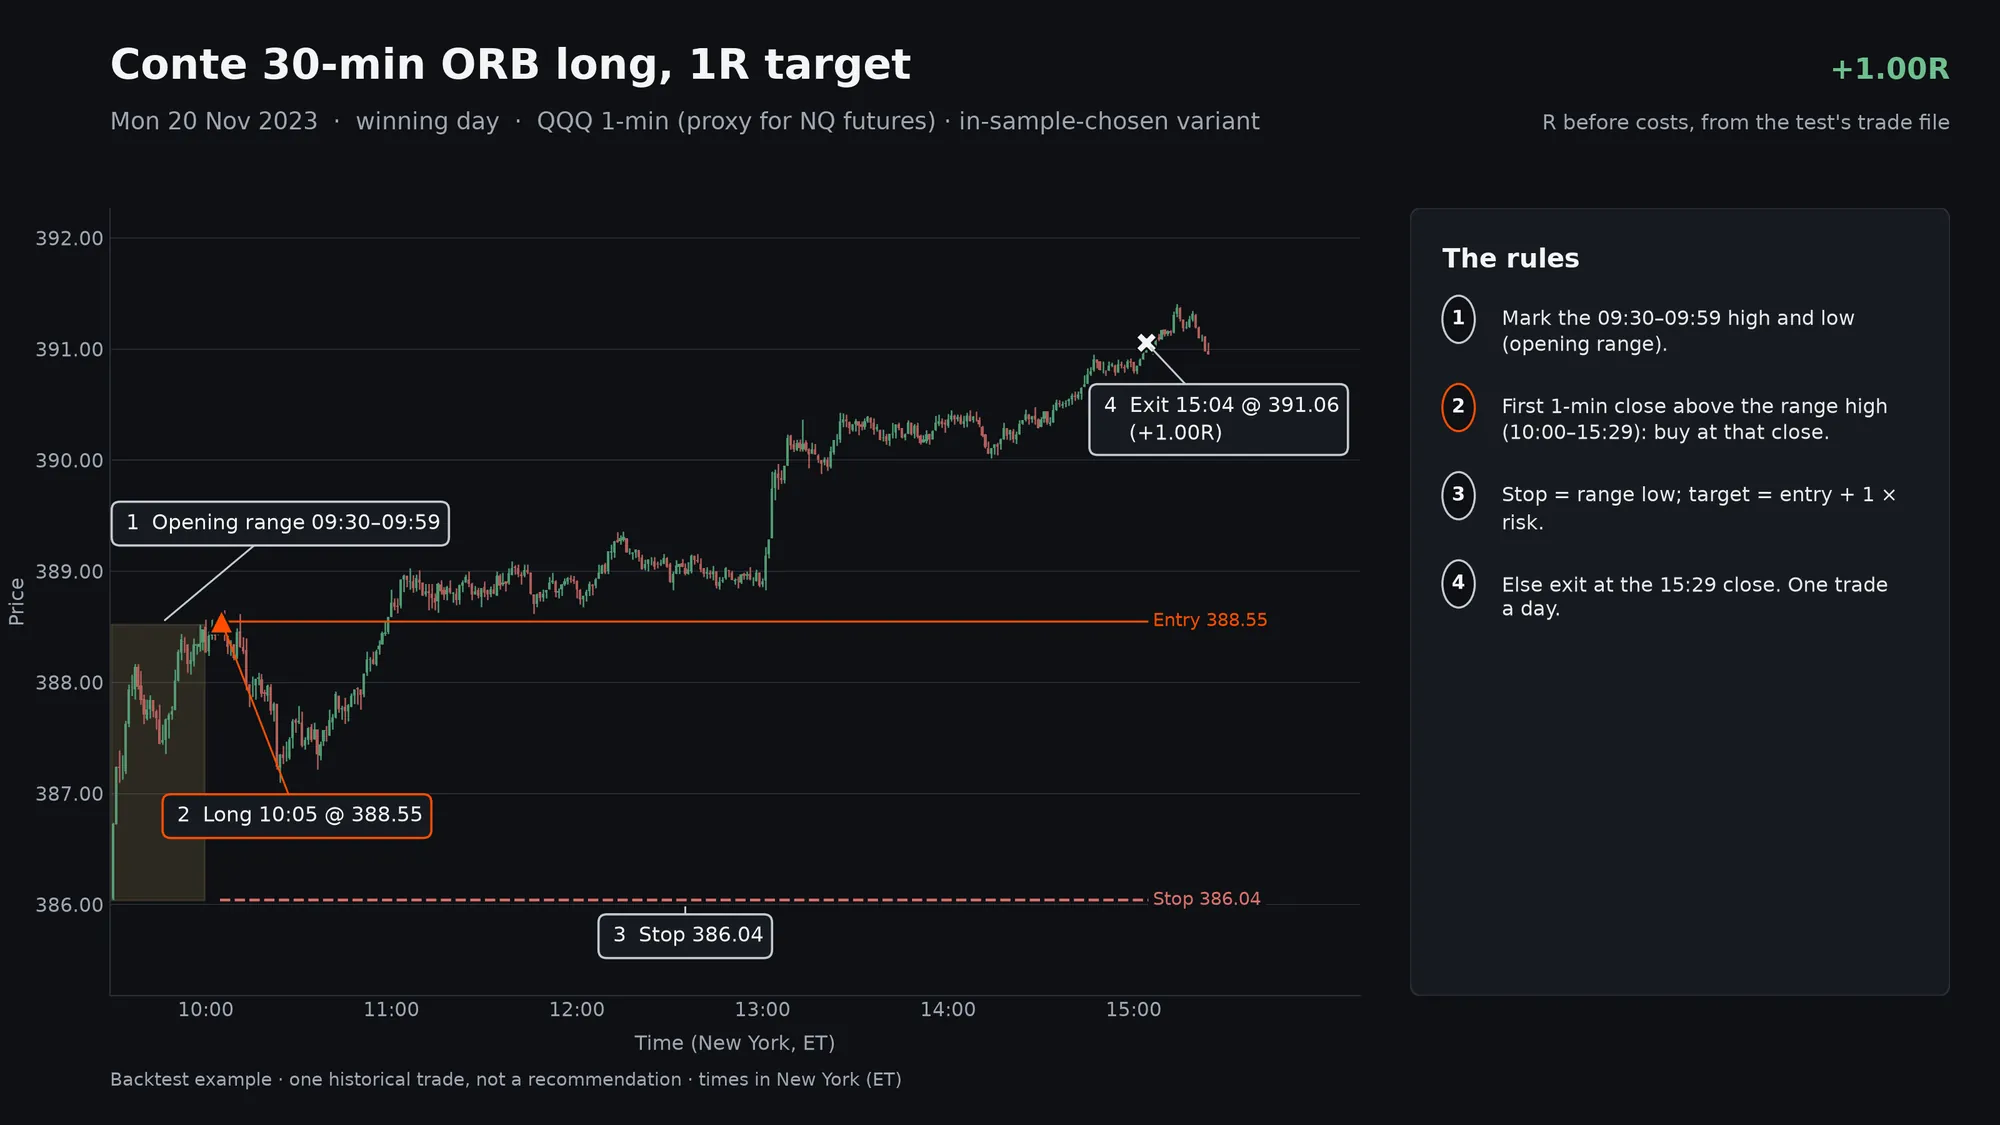 Conte 30-min ORB long, 1R target
+1.00R
Mon 20 Nov 2023 · winning day · QQQ 1-min (proxy for NQ futures) · in-sample-chosen variant
R before costs, from the test's trade file
Price
392.00
391.00
390.00
389.00
388.00
387.00
386.00
1 Opening range 09:30–09:59
2 Long 10:05 @ 388.55
3 Stop 386.04
4 Exit 15:04 @ 391.06
(+1.00R)
Entry 388.55
Stop 386.04
10:00
11:00
12:00
13:00
14:00
15:00
Time (New York, ET)
The rules
1 Mark the 09:30–09:59 high and low
(opening range).
2 First 1-min close above the range high
(10:00–15:29): buy at that close.
3 Stop = range low; target = entry + 1 ×
risk.
4 Else exit at the 15:29 close. One trade
a day.
Backtest example · one historical trade, not a recommendation · times in New York (ET)